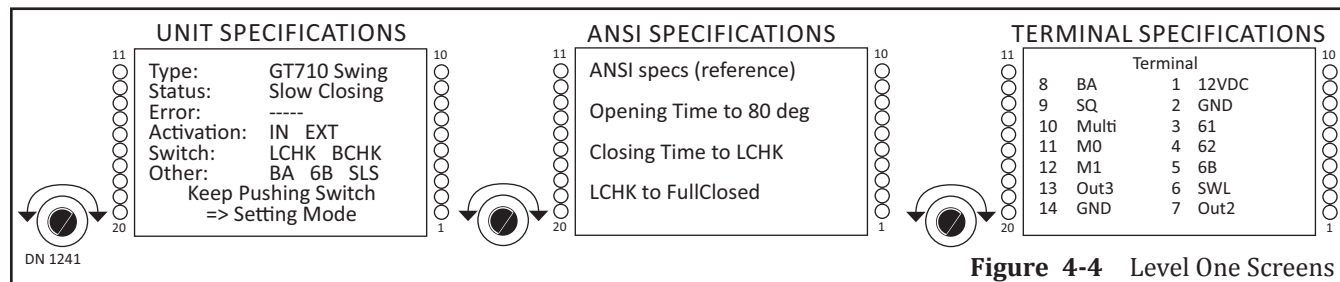 UNIT SPECIFICATIONS
11
10
Type: GT710 Swing
Status: Slow Closing
Error: -----
Activation: IN EXT
Switch: LCHK BCHK
Other: BA 6B SLS
Keep Pushing Switch
=> Setting Mode
20
1
DN 1241
ANSI SPECIFICATIONS
11
10
ANSI specs (reference)
Opening Time to 80 deg
Closing Time to LCHK
LCHK to FullClosed
20
1
TERMINAL SPECIFICATIONS
11
10
Terminal
8 BA 1 12VDC
9 SQ 2 GND
10 Multi 3 61
11 M0 4 62
12 M1 5 6B
13 Out3 6 SWL
14 GND 7 Out2
20
1
Figure 4-4 Level One Screens